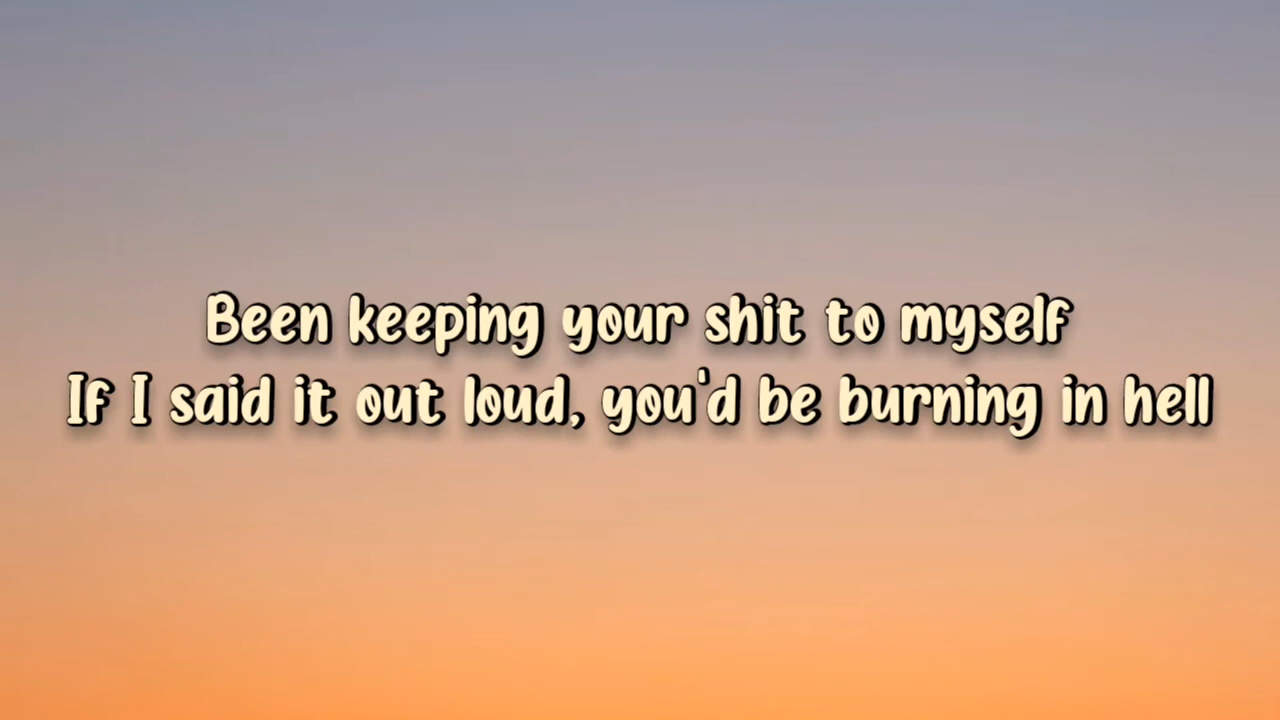 Been keeping your shit to myself
If I said it out loud, you'd be burning in hell